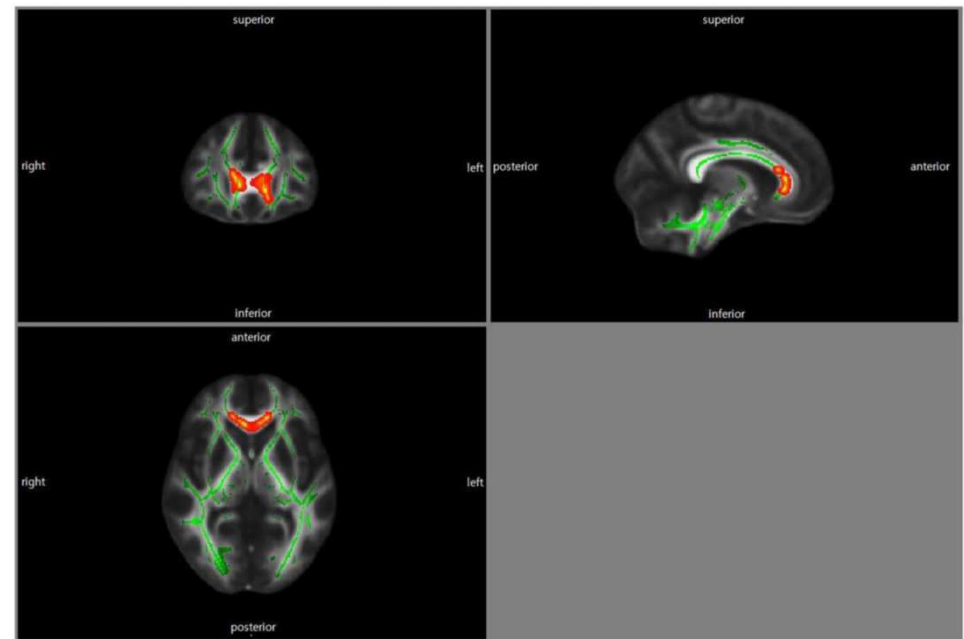 superior
right
left
inferior
superior
posterior
anterior
inferior
anterior
right
left
posterior